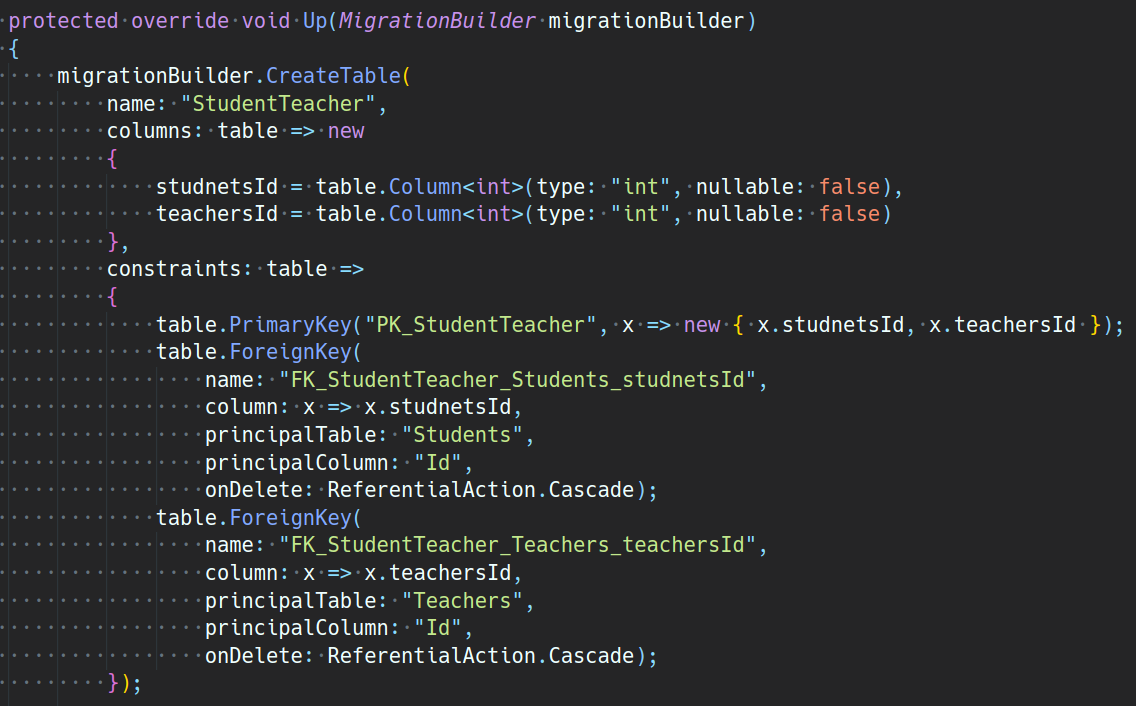 protected override void Up(MigrationBuilder migrationBuilder)
{
    migrationBuilder.CreateTable(
        name: "StudentTeacher",
        columns: table => new
        {
            studnetsId = table.Column<int>(type: "int", nullable: false),
            teachersId = table.Column<int>(type: "int", nullable: false)
        },
        constraints: table =>
        {
            table.PrimaryKey("PK_StudentTeacher", x => new { x.studnetsId, x.teachersId });
            table.ForeignKey(
                name: "FK_StudentTeacher_Students_studnetsId",
                column: x => x.studnetsId,
                principalTable: "Students",
                principalColumn: "Id",
                onDelete: ReferentialAction.Cascade);
            table.ForeignKey(
                name: "FK_StudentTeacher_Teachers_teachersId",
                column: x => x.teachersId,
                principalTable: "Teachers",
                principalColumn: "Id",
                onDelete: ReferentialAction.Cascade);
        });